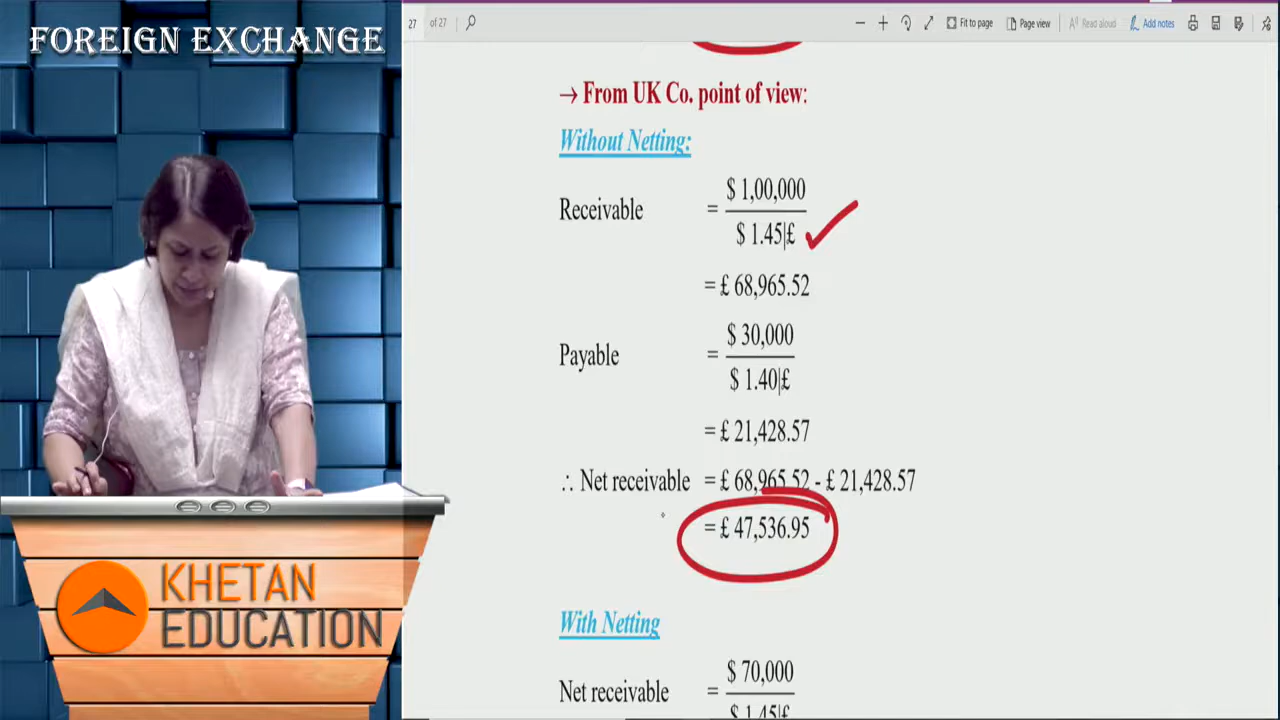 FOREIGN EXCHANGE
27 of 27
Fit to page
Page view
Read aloud
Add notes
→ From UK Co. point of view:
Without Netting:
$ 1,00,000
Receivable =
$ 1.45|£
= £ 68,965.52
$ 30,000
Payable =
$ 1.40|£
= £ 21,428.57
∴ Net receivable = £ 68,965.52 - £ 21,428.57
= £ 47,536.95
With Netting
$ 70,000
Net receivable =
$ 1.45|£
KHETAN
EDUCATION